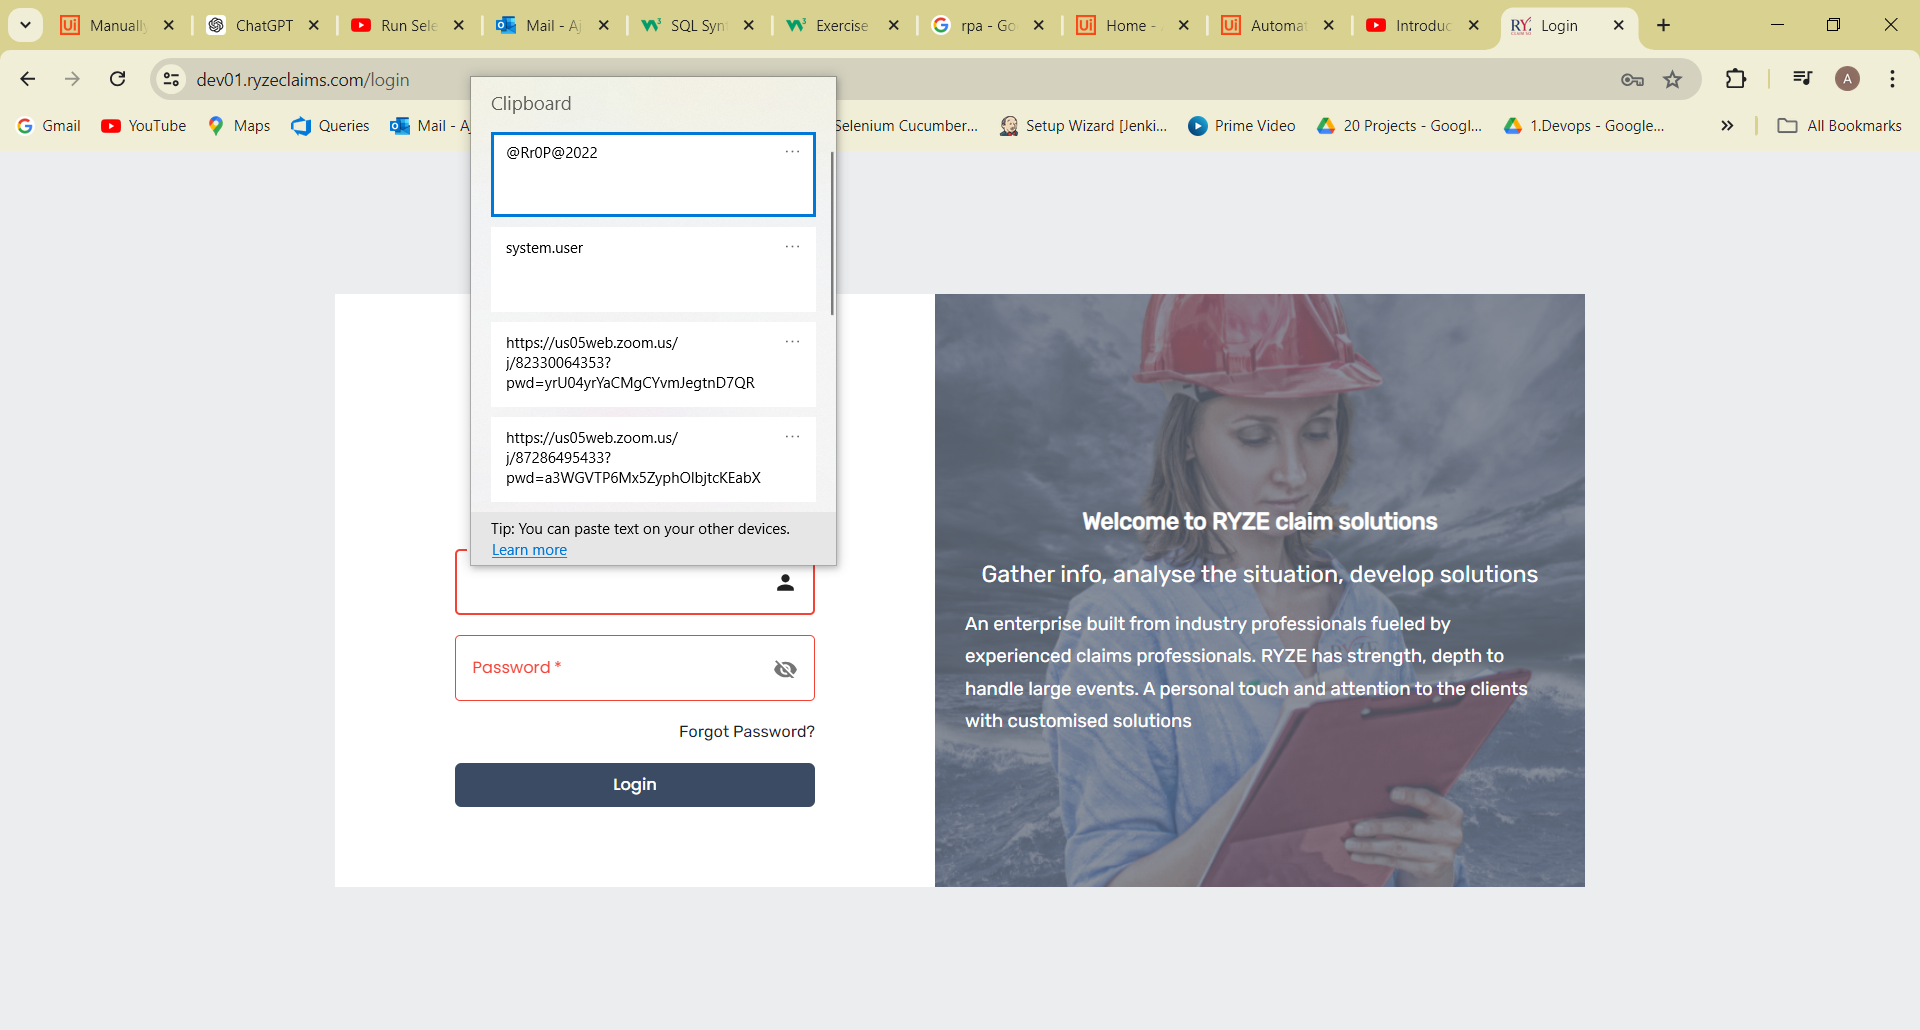 Manually
ChatGPT
Run Sele
Mail - Aj
SQL Syn
Exercise
rpa - Go
Home -
Automat
Introduc
RYZE Login
dev01.ryzeclaims.com/login
A
Gmail
YouTube
Maps
Queries
Mail - A
Selenium Cucumber...
Setup Wizard [Jenki...
Prime Video
20 Projects - Googl...
1.Devops - Google...
All Bookmarks
Clipboard
@Rr0P@2022
system.user
https://us05web.zoom.us/
j/82330064353?
pwd=yrU04yrYaCMgCYvmJegtnD7QR
https://us05web.zoom.us/
j/87286495433?
pwd=a3WGVTP6Mx5ZyphOlbjtcKEabX
Tip: You can paste text on your other devices.
Learn more
Password *
Forgot Password?
Login
Welcome to RYZE claim solutions
Gather info, analyse the situation, develop solutions
An enterprise built from industry professionals fueled by
experienced claims professionals. RYZE has strength, depth to
handle large events. A personal touch and attention to the clients
with customised solutions